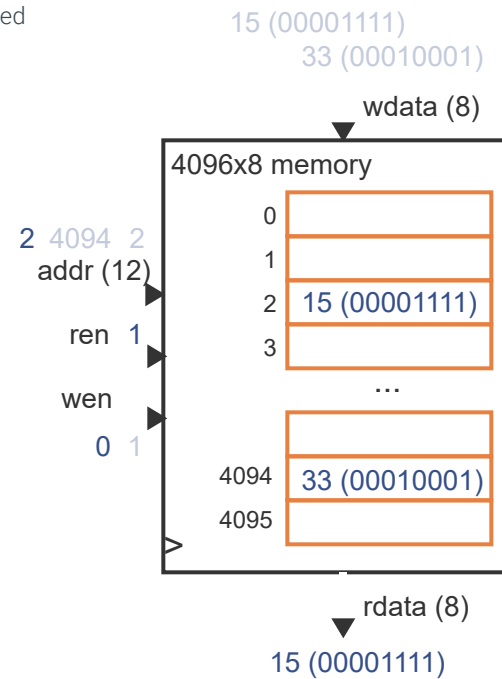 ed
15 (00001111)
33 (00010001)
wdata (8)
4096x8 memory
0
1
2 4094 2
addr (12)
2 15 (00001111)
ren 1
3
...
wen
0 1
4094 33 (00010001)
4095
rdata (8)
15 (00001111)